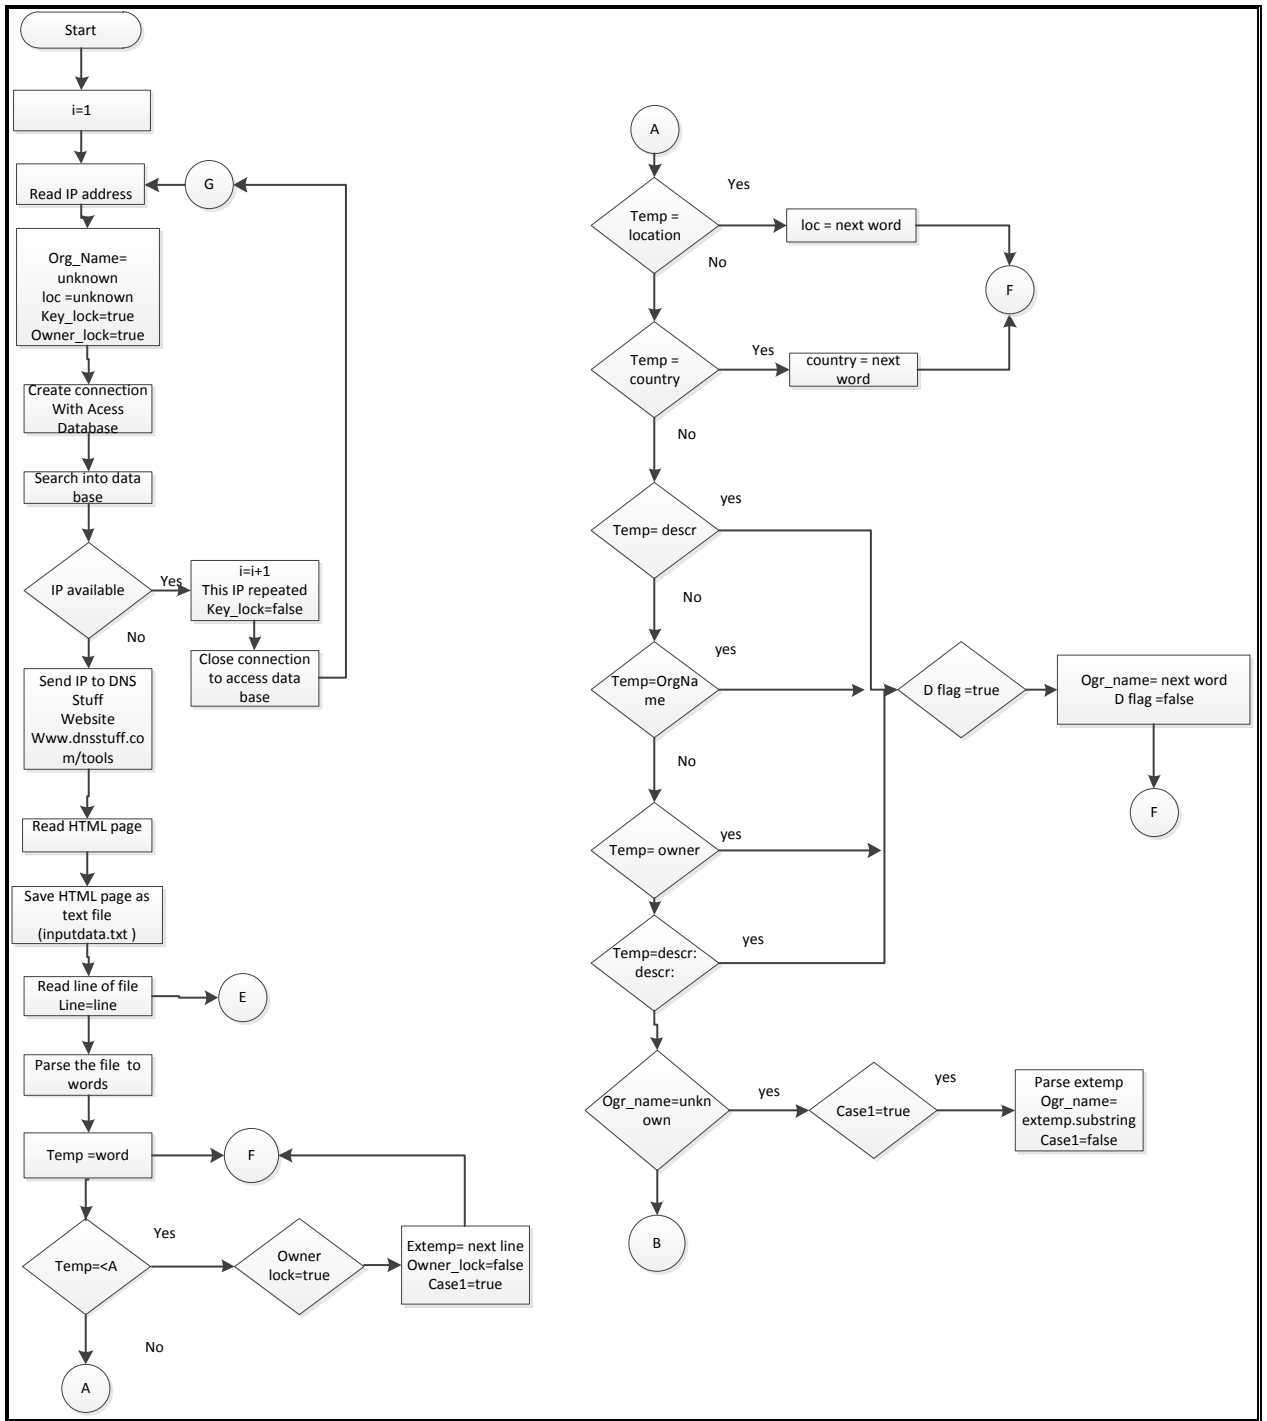 Start
i=1
Read IP address
G
Org_Name=
unknown
loc =unknown
Key_lock=true
Owner_lock=true
Create connection
With Acess
Database
Search into data
base
IP available
Yes
i=i+1
This IP repeated
Key_lock=false
No
Close connection
to access data
base
Send IP to DNS
Stuff
Website
Www.dnsstuff.co
m/tools
Read HTML page
Save HTML page as
text file
(inputdata.txt )
Read line of file
Line=line
E
Parse the file  to
words
Temp =word
F
Temp=<A
Yes
Owner
lock=true
Extemp= next line
Owner_lock=false
Case1=true
No
A
A
Temp =
location
Yes
loc = next word
No
F
Temp =
country
Yes
country = next
word
No
Temp= descr
yes
No
Temp=OrgNa
me
yes
D flag =true
Ogr_name= next word
D flag =false
No
F
Temp= owner
yes
Temp=descr:
descr:
yes
Ogr_name=unkn
own
yes
Case1=true
yes
Parse extemp
Ogr_name=
extemp.substring
Case1=false
B